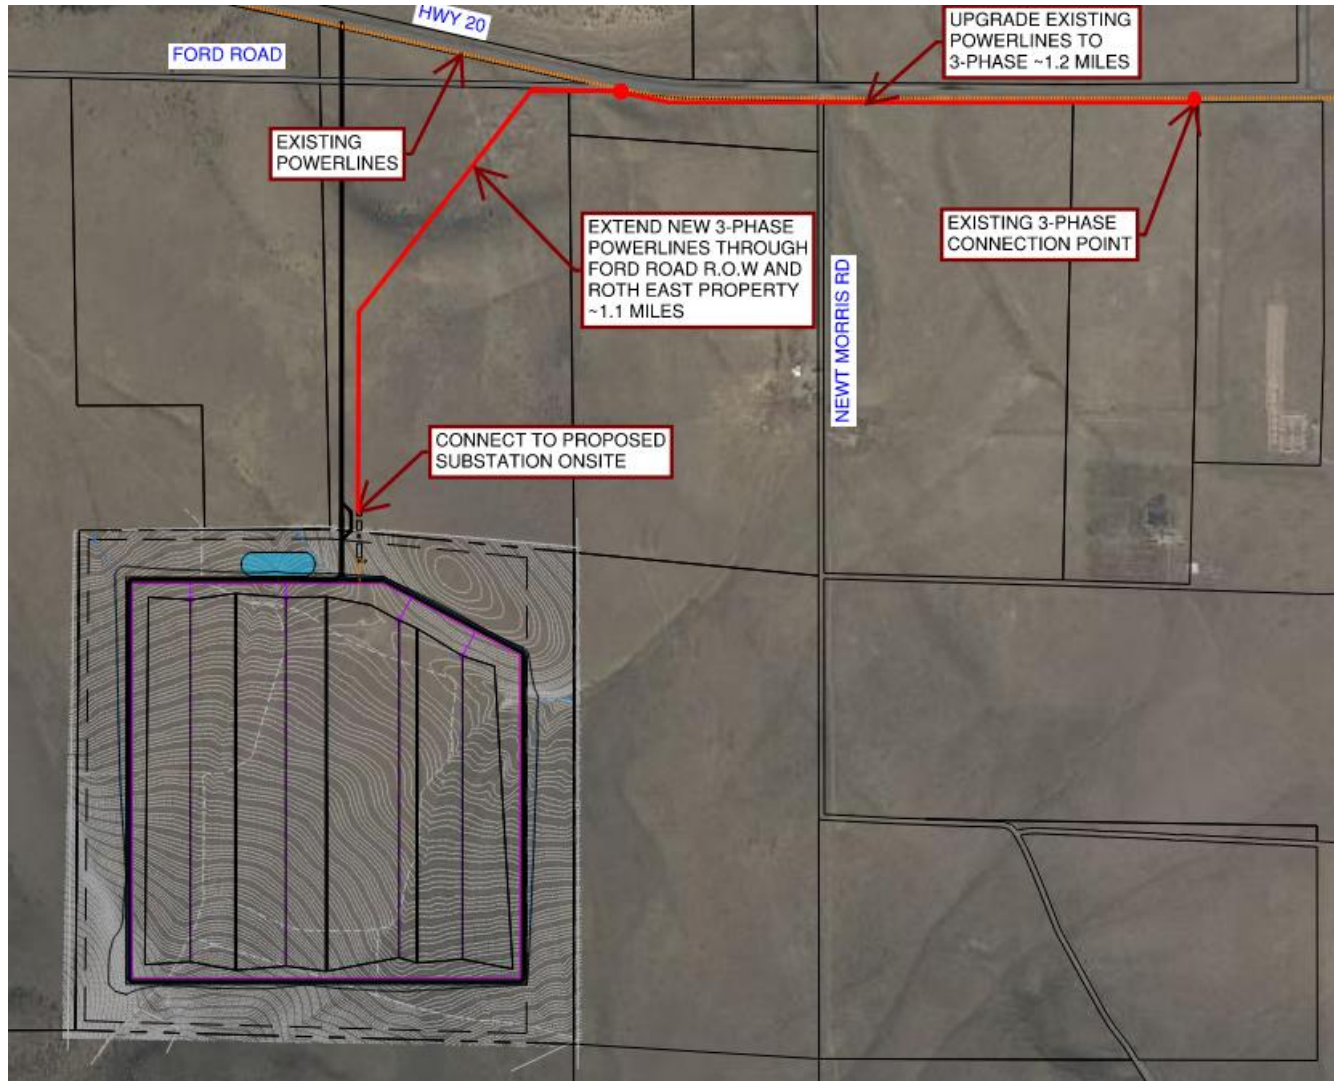 HWY 20
FORD ROAD
UPGRADE EXISTING
POWERLINES TO
3-PHASE ~1.2 MILES
EXISTING
POWERLINES
EXTEND NEW 3-PHASE
POWERLINES THROUGH
FORD ROAD R.O.W AND
ROTH EAST PROPERTY
~1.1 MILES
EXISTING 3-PHASE
CONNECTION POINT
NEWT MORRIS RD
CONNECT TO PROPOSED
SUBSTATION ONSITE